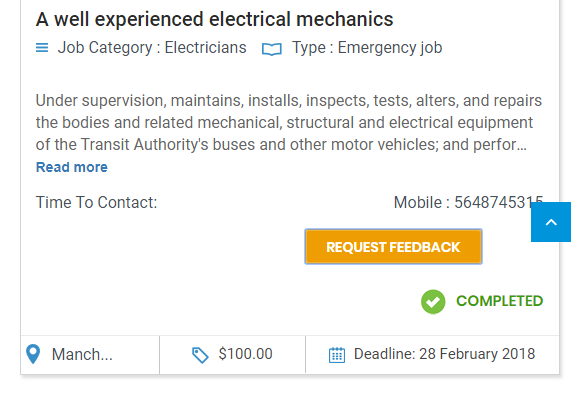 A well experienced electrical mechanics
Job Category : Electricians Type : Emergency job
Under supervision, maintains, installs, inspects, tests, alters, and repairs
the bodies and related mechanical, structural and electrical equipment
of the Transit Authority's buses and other motor vehicles; and perfor...
Read more
Time To Contact: Mobile : 5648745315
REQUEST FEEDBACK
COMPLETED
Manch... $100.00 Deadline: 28 February 2018